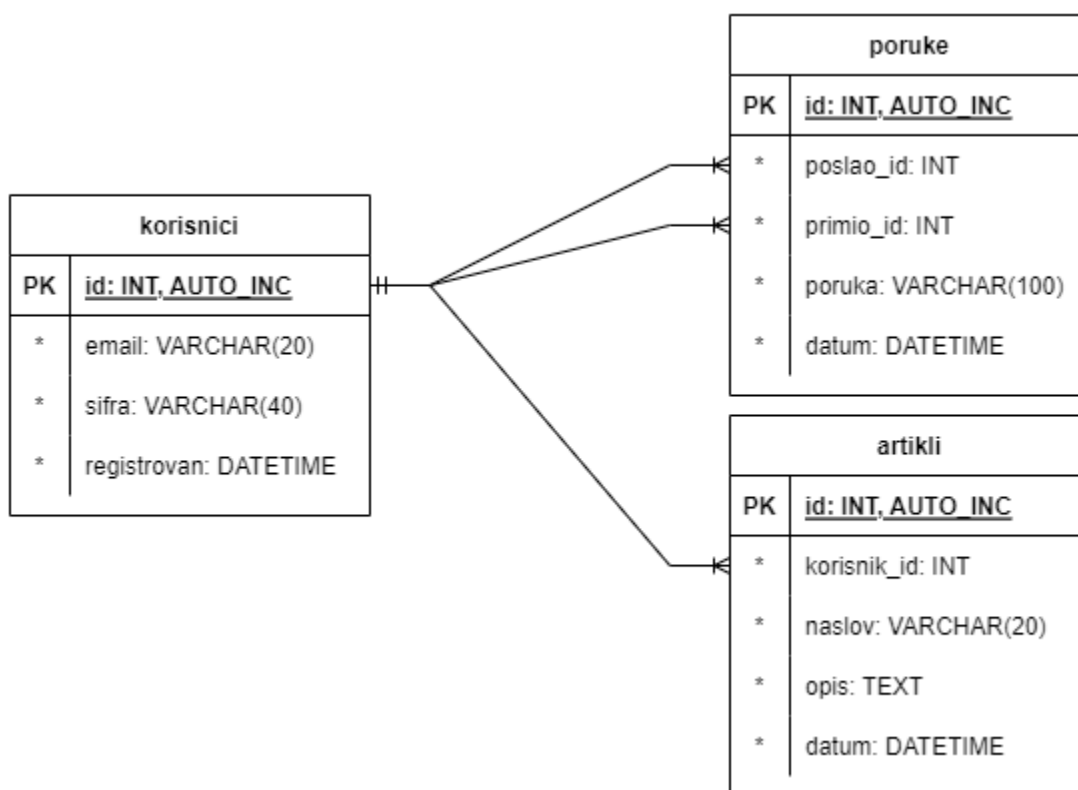 korisnici
PK id: INT, AUTO_INC
* email: VARCHAR(20)
* sifra: VARCHAR(40)
* registrovan: DATETIME
poruke
PK id: INT, AUTO_INC
* poslao_id: INT
* primio_id: INT
* poruka: VARCHAR(100)
* datum: DATETIME
artikli
PK id: INT, AUTO_INC
* korisnik_id: INT
* naslov: VARCHAR(20)
* opis: TEXT
* datum: DATETIME